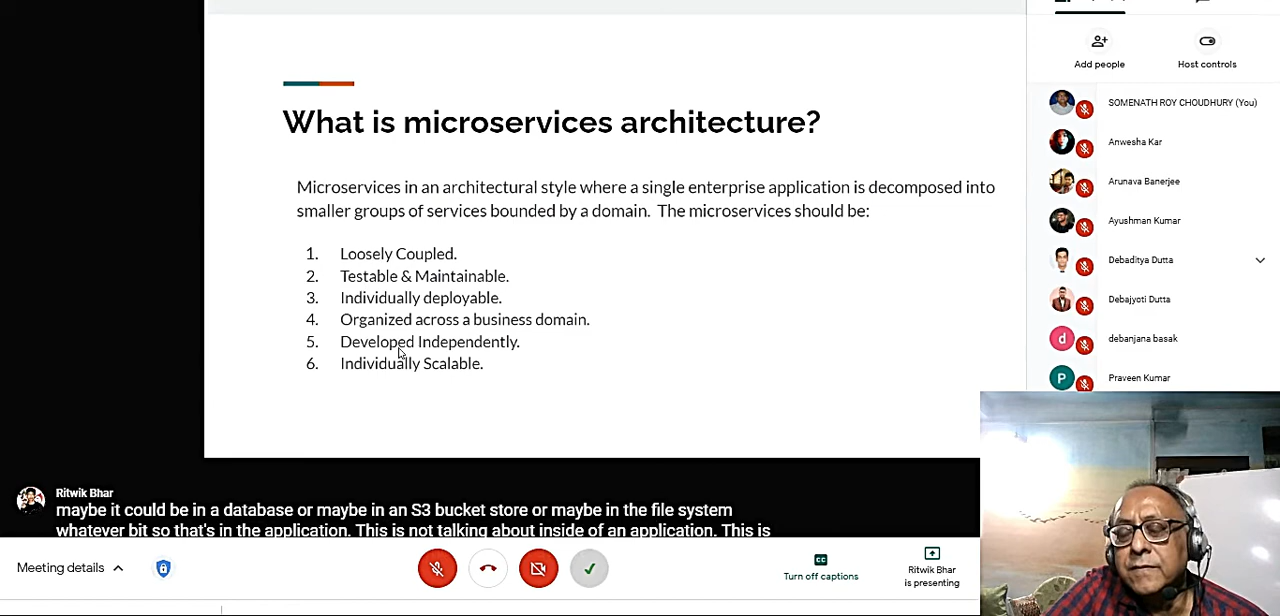 What is microservices architecture?
Microservices in an architectural style where a single enterprise application is decomposed into
smaller groups of services bounded by a domain. The microservices should be:
1. Loosely Coupled.
2. Testable & Maintainable.
3. Individually deployable.
4. Organized across a business domain.
5. Developed Independently.
6. Individually Scalable.
Add people
Host controls
SOMENATH ROY CHOUDHURY (You)
Anwesha Kar
Arunava Banerjee
Ayushman Kumar
Debaditya Dutta
Debajyoti Dutta
d
debanjana basak
P
Praveen Kumar
Ritwik Bhar
maybe it could be in a database or maybe in an S3 bucket store or maybe in the file system
whatever bit so that's in the application. This is not talking about inside of an application. This is
Meeting details
CC
Turn off captions
Ritwik Bhar
is presenting